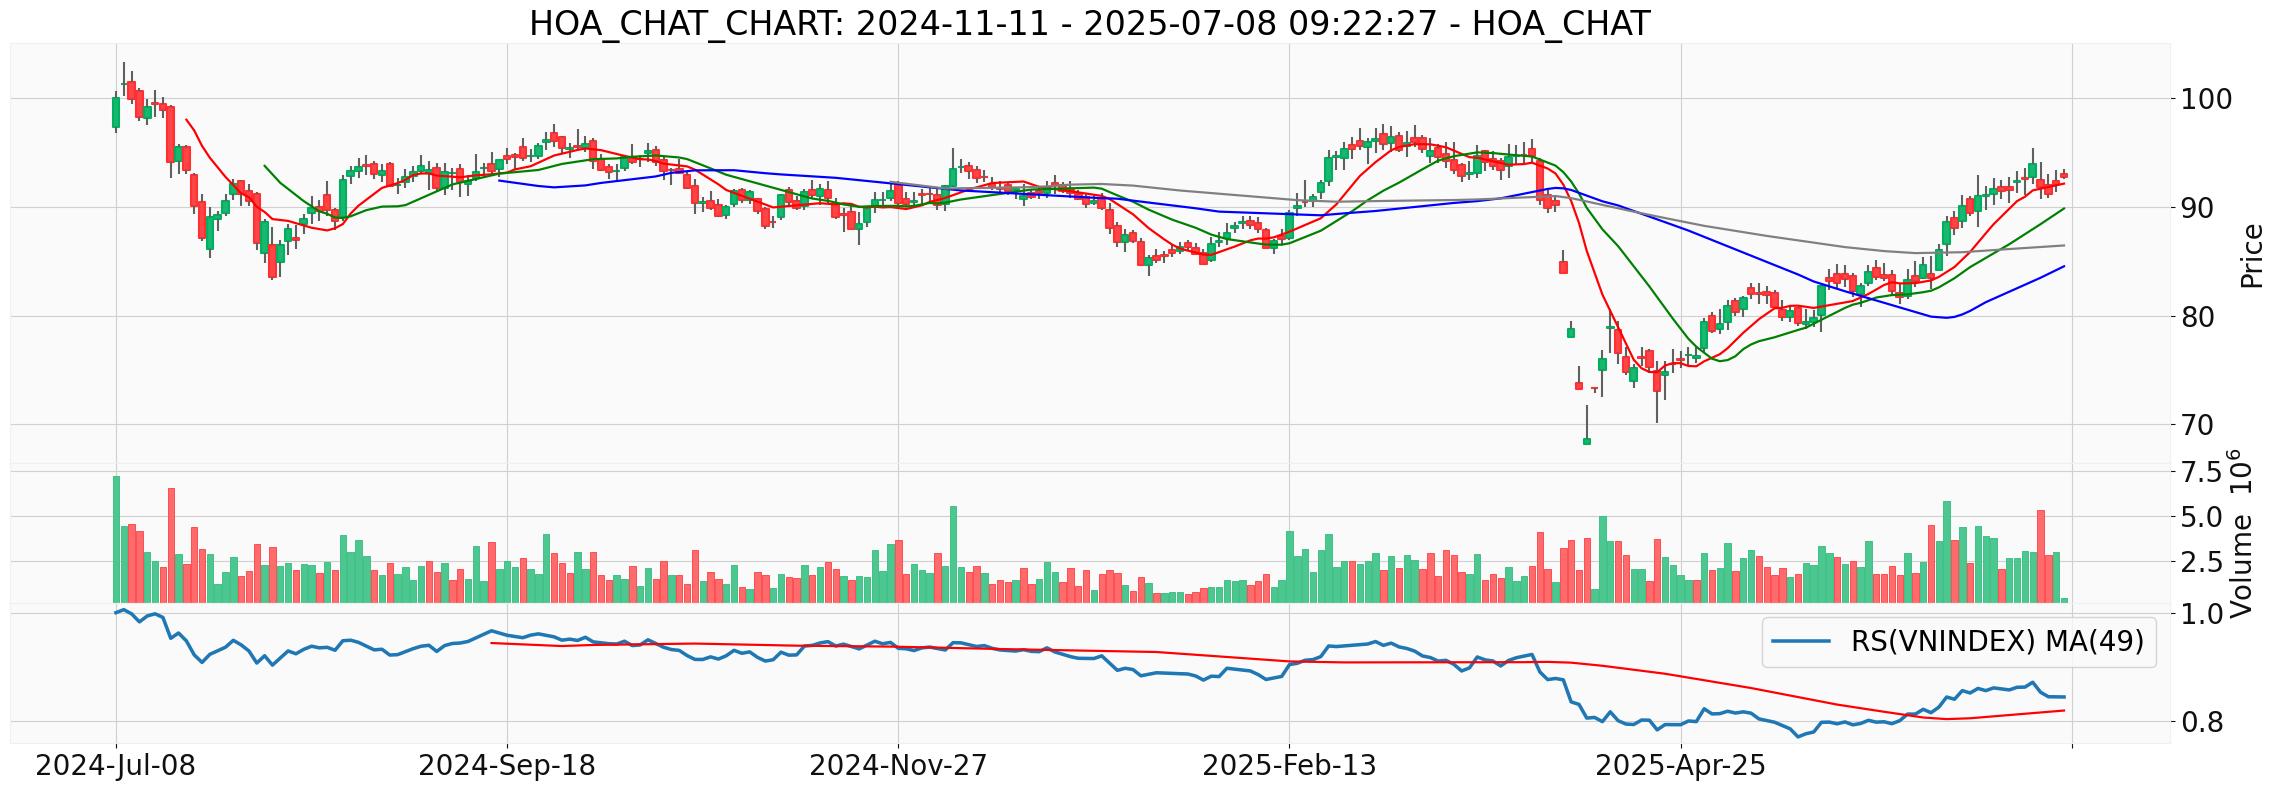 HOA_CHAT_CHART: 2024-11-11 - 2025-07-08 09:22:27 - HOA_CHAT
100
90
80
70
Price
7.5
5.0
2.5
Volume 10^6
1.0
0.8
RS(VNINDEX) MA(49)
2024-Jul-08
2024-Sep-18
2024-Nov-27
2025-Feb-13
2025-Apr-25